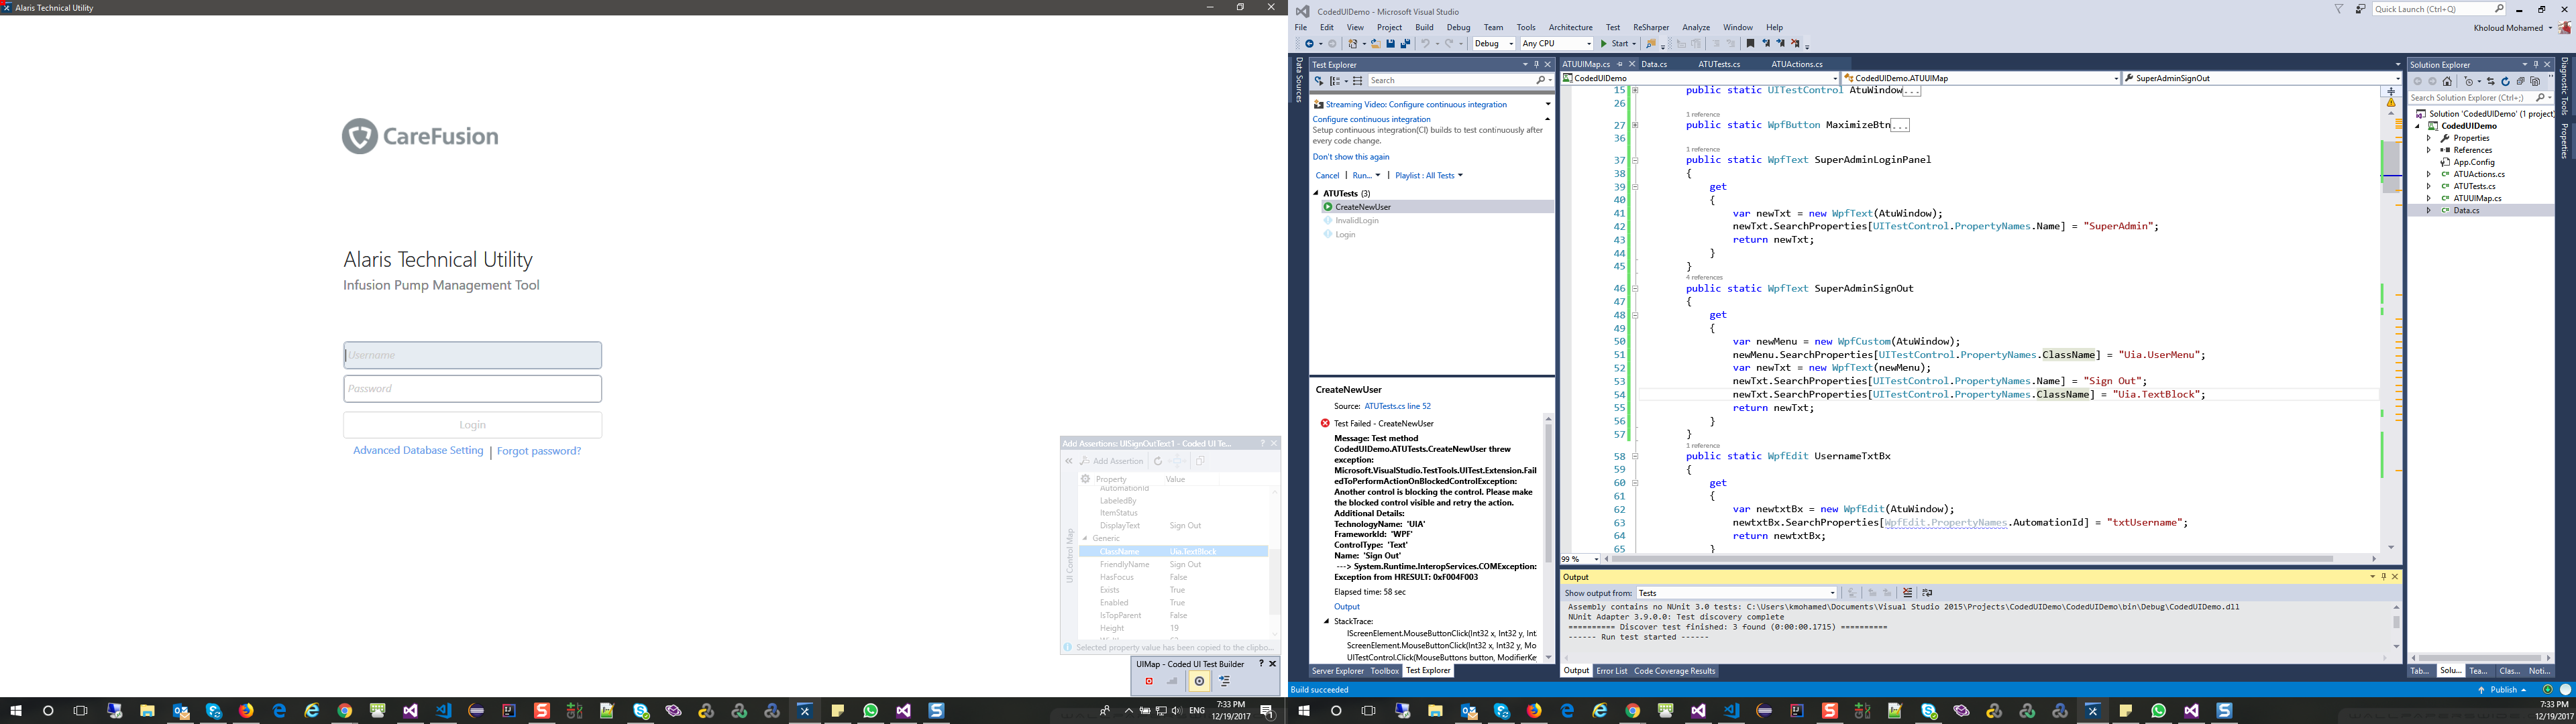 Alaris Technical Utility
CareFusion
Alaris Technical Utility
Infusion Pump Management Tool
Username
Password
Login
Advanced Database Setting | Forgot password?
Add Assertions: UISignOutText1 - Coded UI Te...
Add Assertion
Property Value
AutomationId
LabeledBy
ItemStatus
DisplayText Sign Out
Generic
ClassName Uia.TextBlock
FriendlyName Sign Out
HasFocus False
Exists True
Enabled True
IsTopParent False
Height 19
UI Control Map
Selected property value has been copied to the clipbo...
UIMap - Coded UI Test Builder
ENG
7:33 PM
12/19/2017
CodedUIDemo - Microsoft Visual Studio
Quick Launch (Ctrl+Q)
File Edit View Project Build Debug Team Tools Architecture Test ReSharper Analyze Window Help
Kholoud Mohamed
Debug Any CPU Start
Data Sources
Test Explorer
Search
Streaming Video: Configure continuous integration
Configure continuous integration
Setup continuous integration(CI) builds to test continuously after
every code change.
Don't show this again
Cancel | Run... | Playlist : All Tests
ATUTests (3)
CreateNewUser
InvalidLogin
Login
CreateNewUser
Source: ATUTests.cs line 52
Test Failed - CreateNewUser
Message: Test method
CodedUIDemo.ATUTests.CreateNewUser threw
exception:
Microsoft.VisualStudio.TestTools.UITest.Extension.Fail
edToPerformActionOnBlockedControlException:
Another control is blocking the control. Please make
the blocked control visible and retry the action.
Additional Details:
TechnologyName: 'UIA'
FrameworkId: 'WPF'
ControlType: 'Text'
Name: 'Sign Out'
---> System.Runtime.InteropServices.COMException:
Exception from HRESULT: 0xF004F003
Elapsed time: 58 sec
Output
StackTrace:
IScreenElement.MouseButtonClick(Int32 x, Int32 y, Int
ScreenElement.MouseButtonClick(Int32 x, Int32 y, Mo
UITestControl.Click(MouseButtons button, ModifierKe
Server Explorer Toolbox Test Explorer
ATUUIMap.cs Data.cs ATUTests.cs ATUActions.cs
CodedUIDemo CodedUIDemo.ATUUIMap SuperAdminSignOut
15 public static UITestControl AtuWindow...
26
1 reference
27 public static WpfButton MaximizeBtn...
36
1 reference
37 public static WpfText SuperAdminLoginPanel
38 {
39 get
40 {
41 var newTxt = new WpfText(AtuWindow);
42 newTxt.SearchProperties[UITestControl.PropertyNames.Name] = "SuperAdmin";
43 return newTxt;
44 }
45 }
4 references
46 public static WpfText SuperAdminSignOut
47 {
48 get
49 {
50 var newMenu = new WpfCustom(AtuWindow);
51 newMenu.SearchProperties[UITestControl.PropertyNames.ClassName] = "Uia.UserMenu";
52 var newTxt = new WpfText(newMenu);
53 newTxt.SearchProperties[UITestControl.PropertyNames.Name] = "Sign Out";
54 newTxt.SearchProperties[UITestControl.PropertyNames.ClassName] = "Uia.TextBlock";
55 return newTxt;
56 }
57 }
1 reference
58 public static WpfEdit UsernameTxtBx
59 {
60 get
61 {
62 var newtxtBx = new WpfEdit(AtuWindow);
63 newtxtBx.SearchProperties[WpfEdit.PropertyNames.AutomationId] = "txtUsername";
64 return newtxtBx;
65 }
99 %
Output
Show output from: Tests
Assembly contains no NUnit 3.0 tests: C:\Users\kmohamed\Documents\Visual Studio 2015\Projects\CodedUIDemo\CodedUIDemo\bin\Debug\CodedUIDemo.dll
NUnit Adapter 3.9.0.0: Test discovery complete
========== Discover test finished: 3 found (0:00:00.1715) ==========
------ Run test started ------
Output Error List Code Coverage Results
Solution Explorer
Search Solution Explorer (Ctrl+;)
Solution 'CodedUIDemo' (1 project)
CodedUIDemo
Properties
References
App.Config
ATUActions.cs
ATUTests.cs
ATUUIMap.cs
Data.cs
Tab... Solu... Tea... Clas... Noti...
Diagnostic Tools
Properties
Build succeeded
Publish
ENG
7:33 PM
12/19/2017